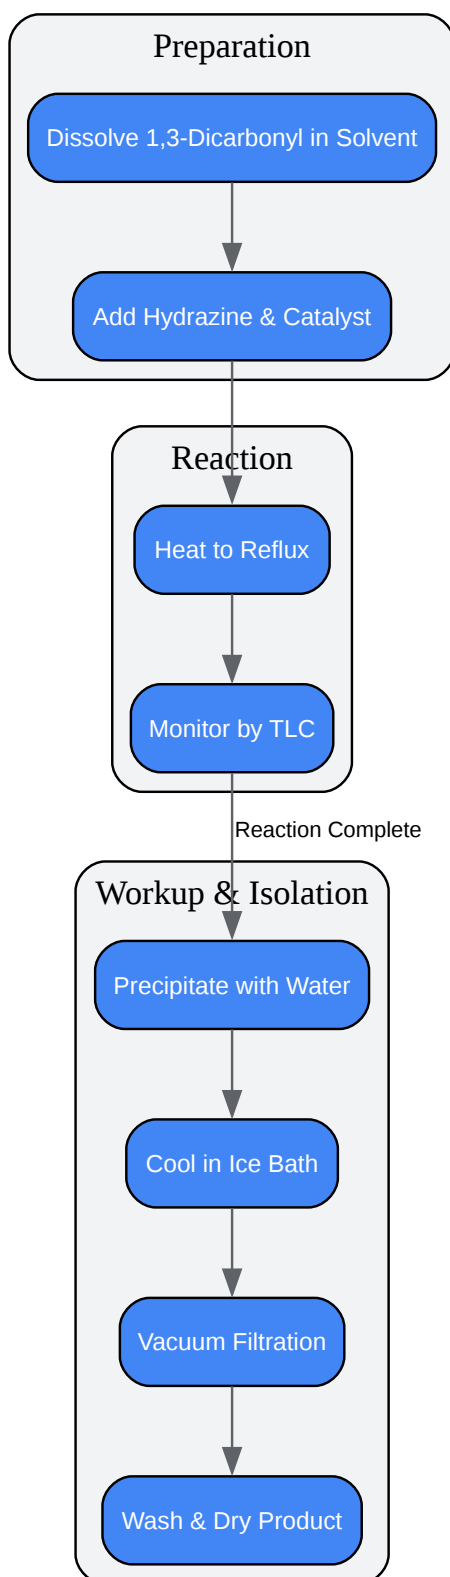 Preparation
Dissolve 1,3-Dicarbonyl in Solvent
Add Hydrazine & Catalyst
Reaction
Heat to Reflux
Monitor by TLC
Reaction Complete
Workup & Isolation
Precipitate with Water
Cool in Ice Bath
Vacuum Filtration
Wash & Dry Product